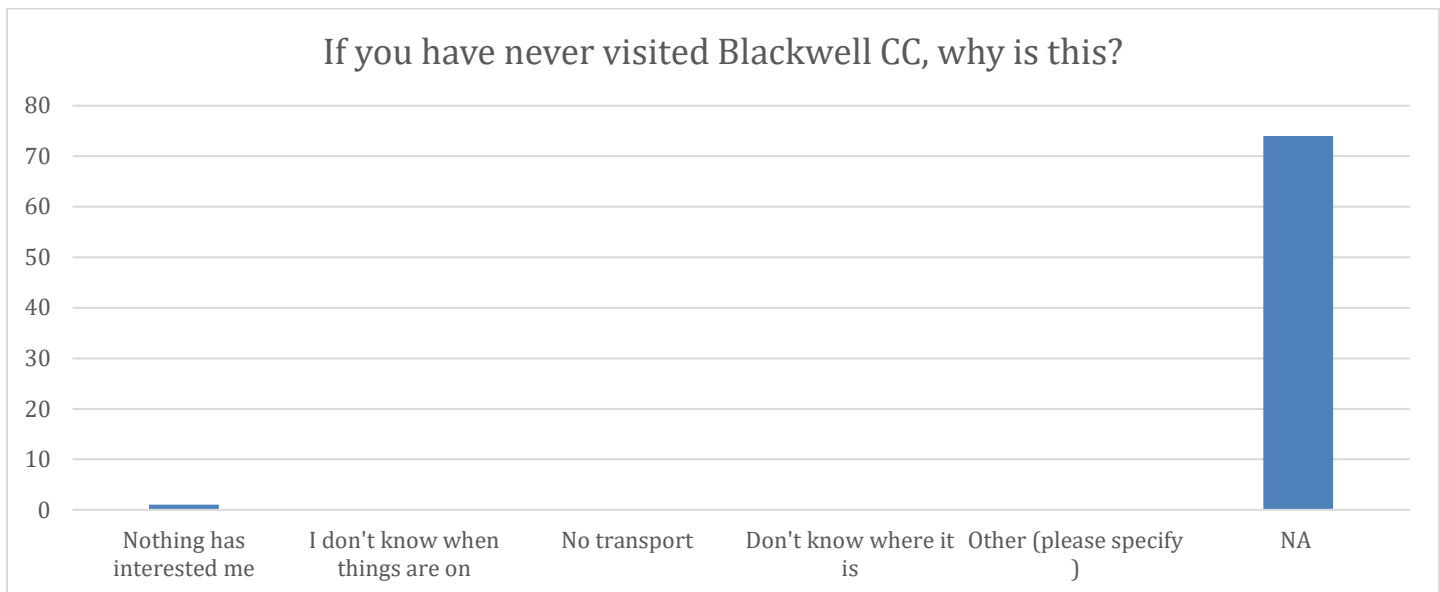 If you have never visited Blackwell CC, why is this?
80
70
60
50
40
30
20
10
0
Nothing has
interested me
I don't know when
things are on
No transport
Don't know where it
is
Other (please specify
)
NA